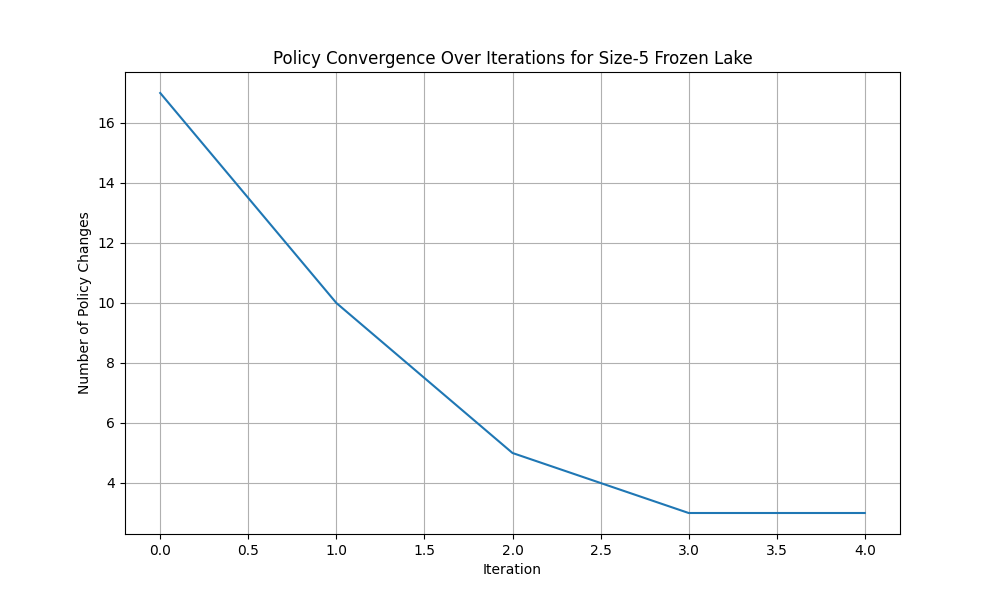 Policy Convergence Over Iterations for Size-5 Frozen Lake
Number of Policy Changes
16
14
12
10
8
6
4
0.0 0.5 1.0 1.5 2.0 2.5 3.0 3.5 4.0
Iteration